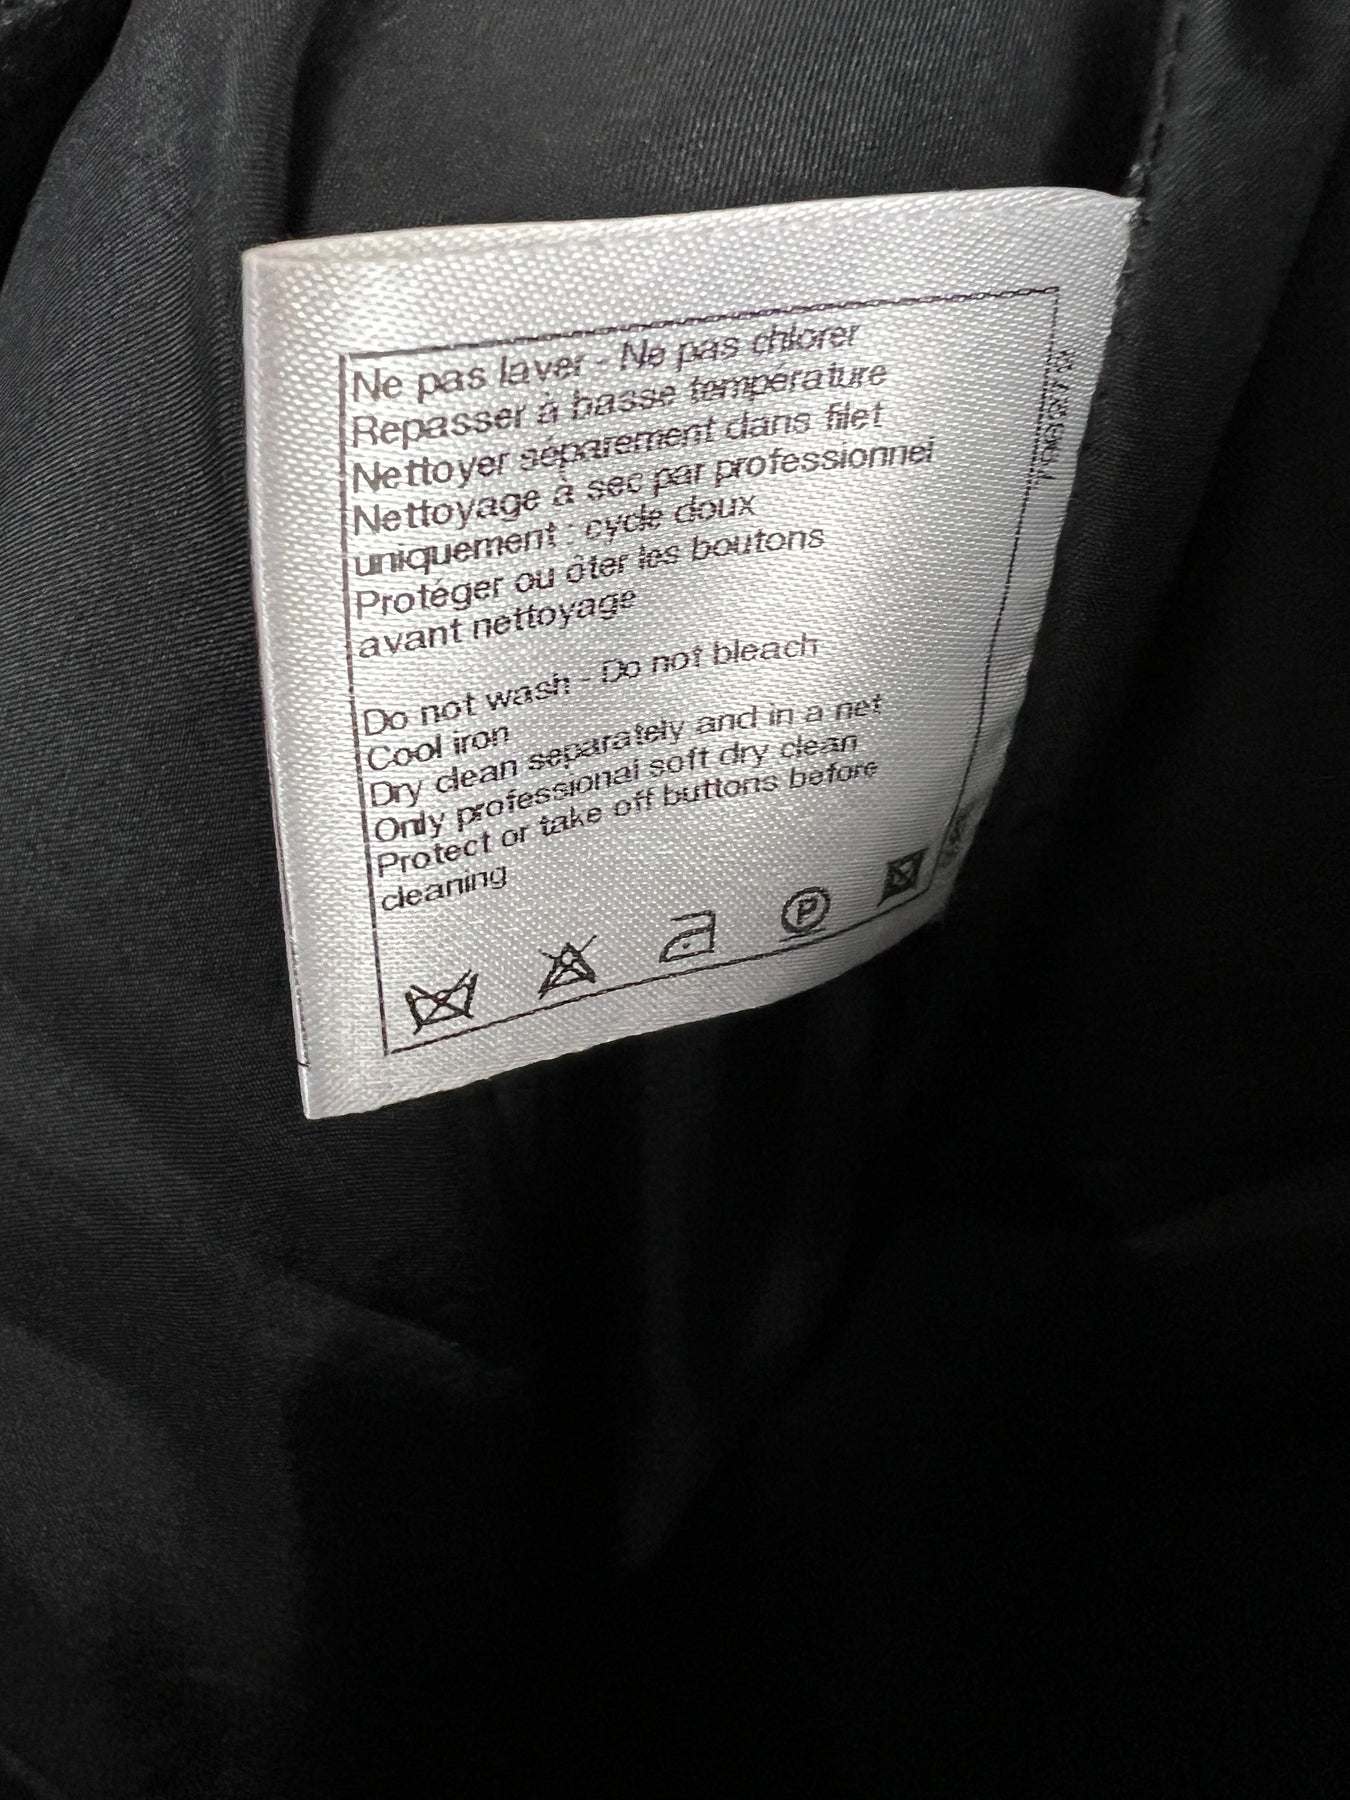 Ne pas laver - Ne pas chlorer
Repasser à basse température
Nettoyer séparement dans filet
Nettoyage à sec par professionnel
uniquement : cycle doux
Protéger ou ôter les boutons
avant nettoyage
Do not wash - Do not bleach
Cool iron
Dry clean separately and in a net
Only professional soft dry clean
Protect or take off buttons before
cleaning
P